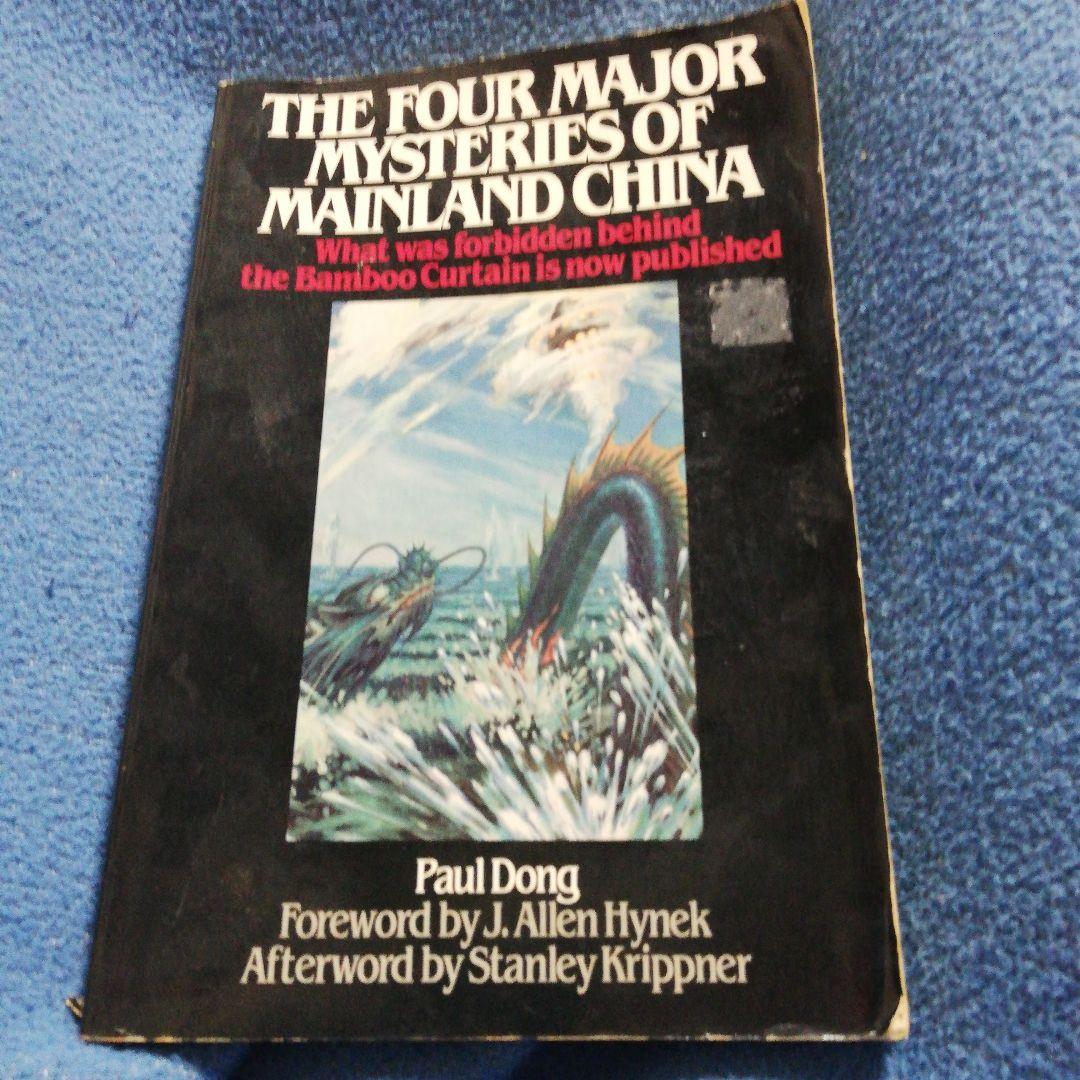 THE FOUR MAJOR
MYSTERIES OF
MAINLAND CHINA
What was forbidden behind
the Bamboo Curtain is now published
Paul Dong
Foreword by J. Allen Hynek
Afterword by Stanley Krippner